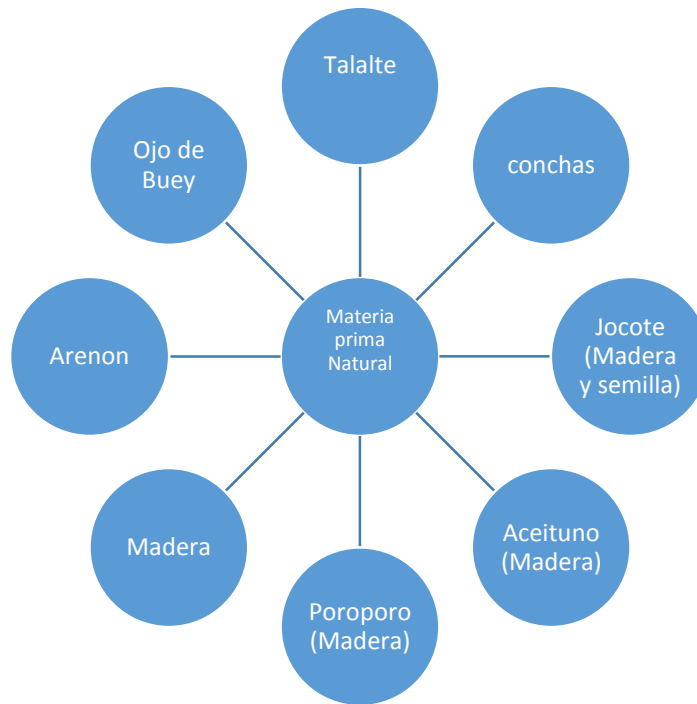 Talalte
Ojo de
Buey
conchas
Materia
prima
Natural
Arenon
Jocote
(Madera
y semilla)
Madera
Aceituno
(Madera)
Poroporo
(Madera)